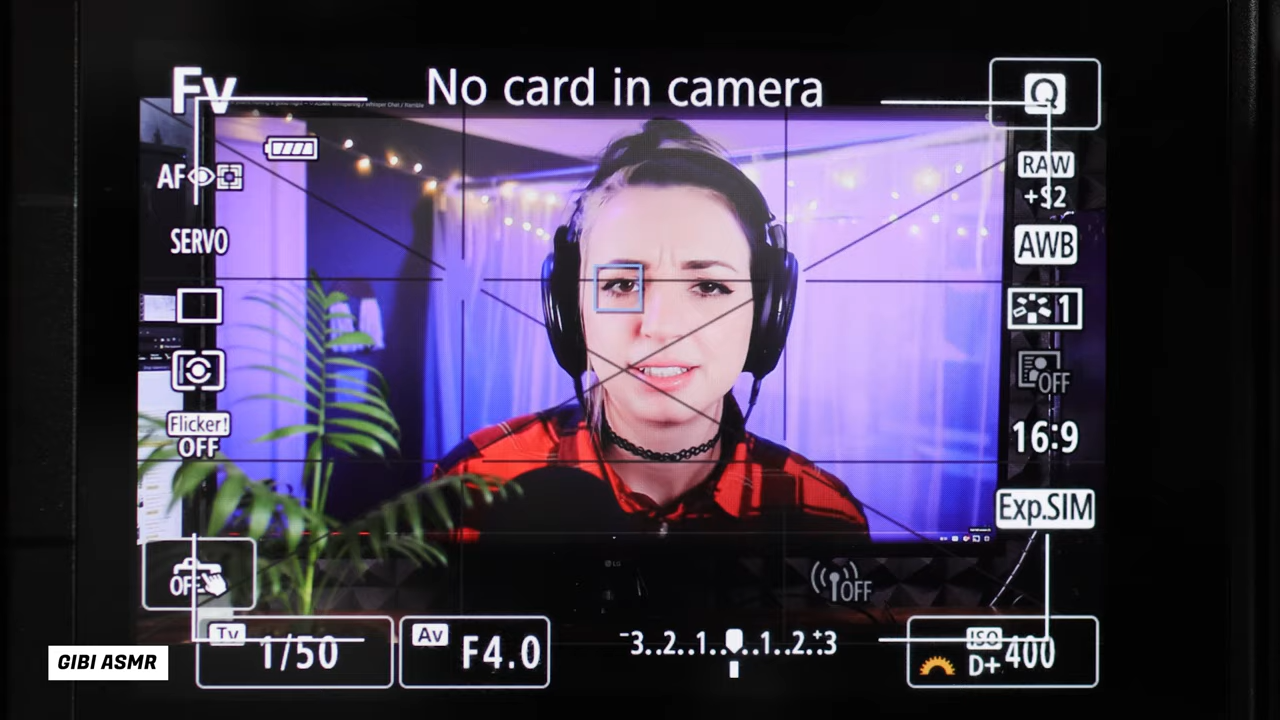 No card in camera
Fv
Q
AF
RAW
+S2
SERVO
AWB
1
OFF
Flicker!
OFF
16:9
Exp.SIM
OFF
OFF
LG
Tv 1/50
Av F4.0
-3..2..1..0..1..2..+3
ISO 400
D+
GIBI ASMR